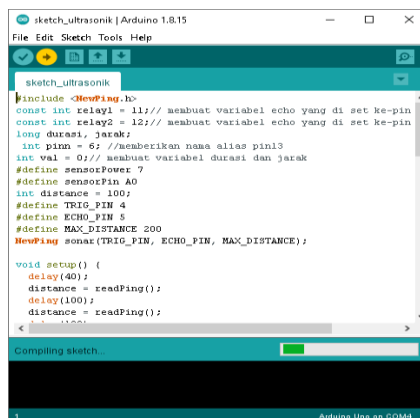 sketch_ultrasonik | Arduino 1.8.15
File Edit Sketch Tools Help
sketch_ultrasonik
#include <NewPing.h>
const int relay1 = 11;// membuat variabel echo yang di set ke-pin
const int relay2 = 12;// membuat variabel echo yang di set ke-pin
long durasi, jarak;
int pinn = 6; //memberikan nama alias pin13
int val = 0;// membuat variabel durasi dan jarak
#define sensorPower 7
#define sensorPin A0
int distance = 100;
#define TRIG_PIN 4
#define ECHO_PIN 5
#define MAX_DISTANCE 200
NewPing sonar(TRIG_PIN, ECHO_PIN, MAX_DISTANCE);
void setup() {
delay(40);
distance = readPing();
delay(100);
distance = readPing();
Compiling sketch...
1
Arduino Uno on COM4